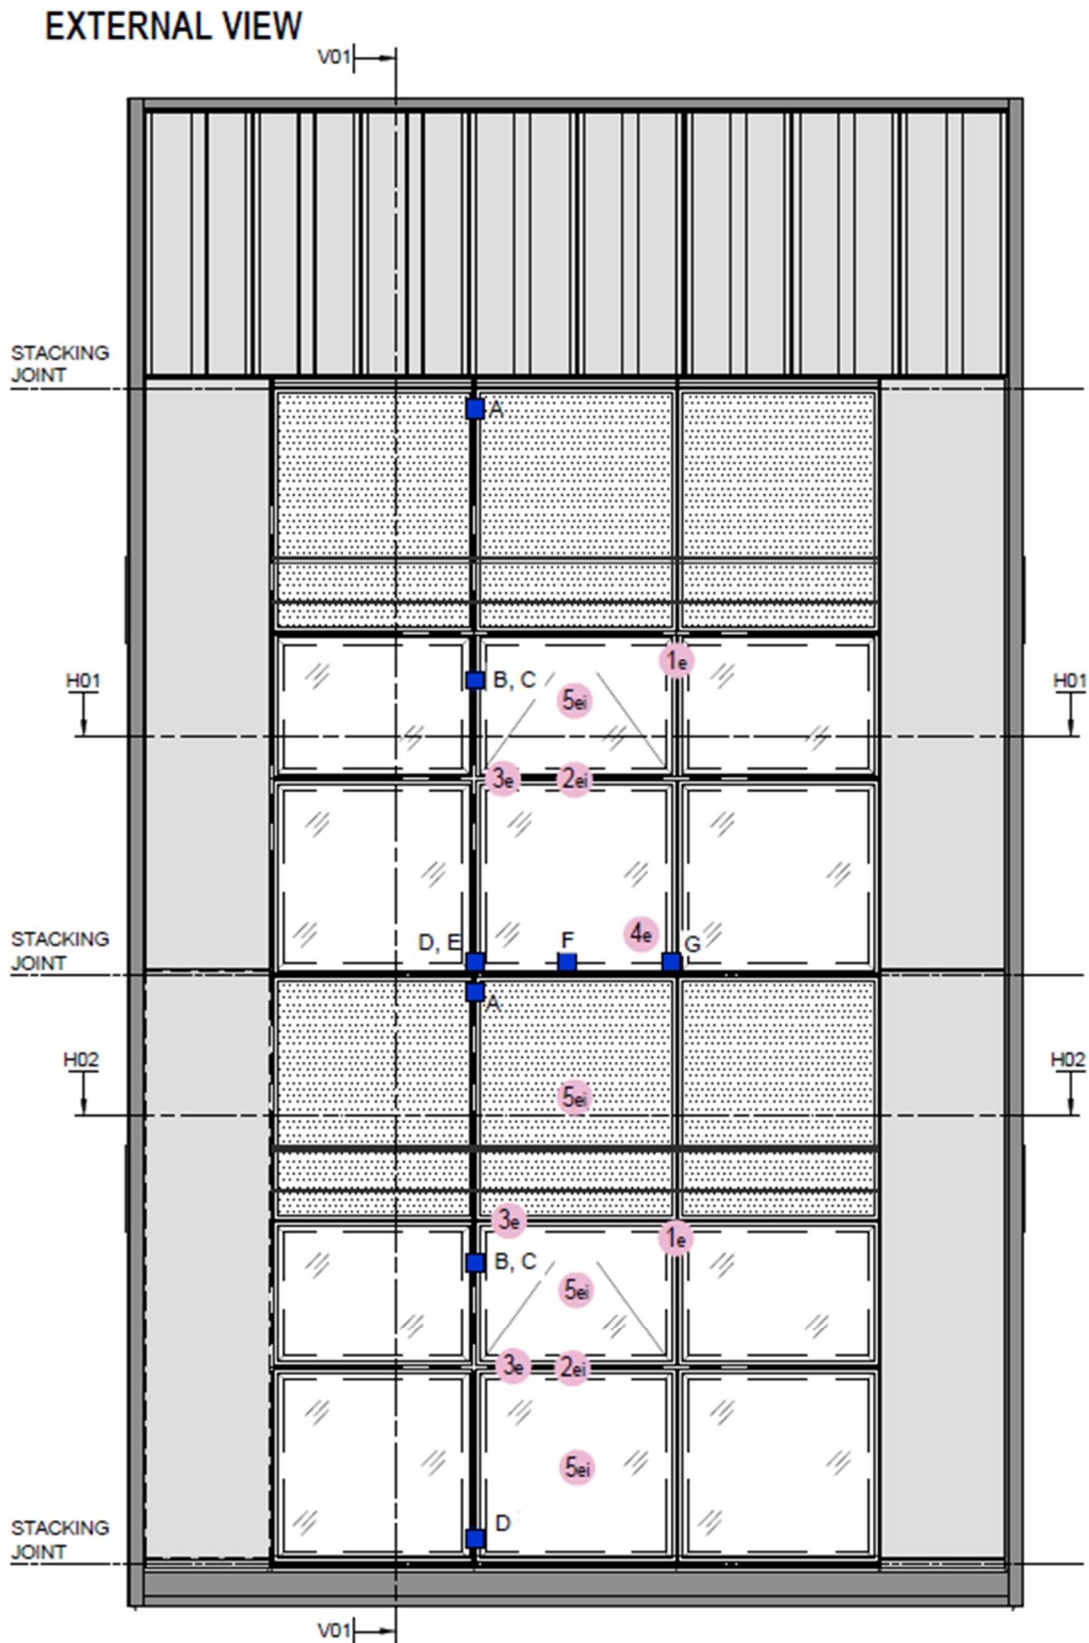 EXTERNAL VIEW
V01
STACKING
JOINT
A
1e
H01
B, C
5ei
H01
3e
2ei
STACKING
JOINT
D, E
F
4e
G
A
H02
5ei
H02
3e
1e
B, C
5ei
3e
2ei
5ei
D
STACKING
JOINT
V01